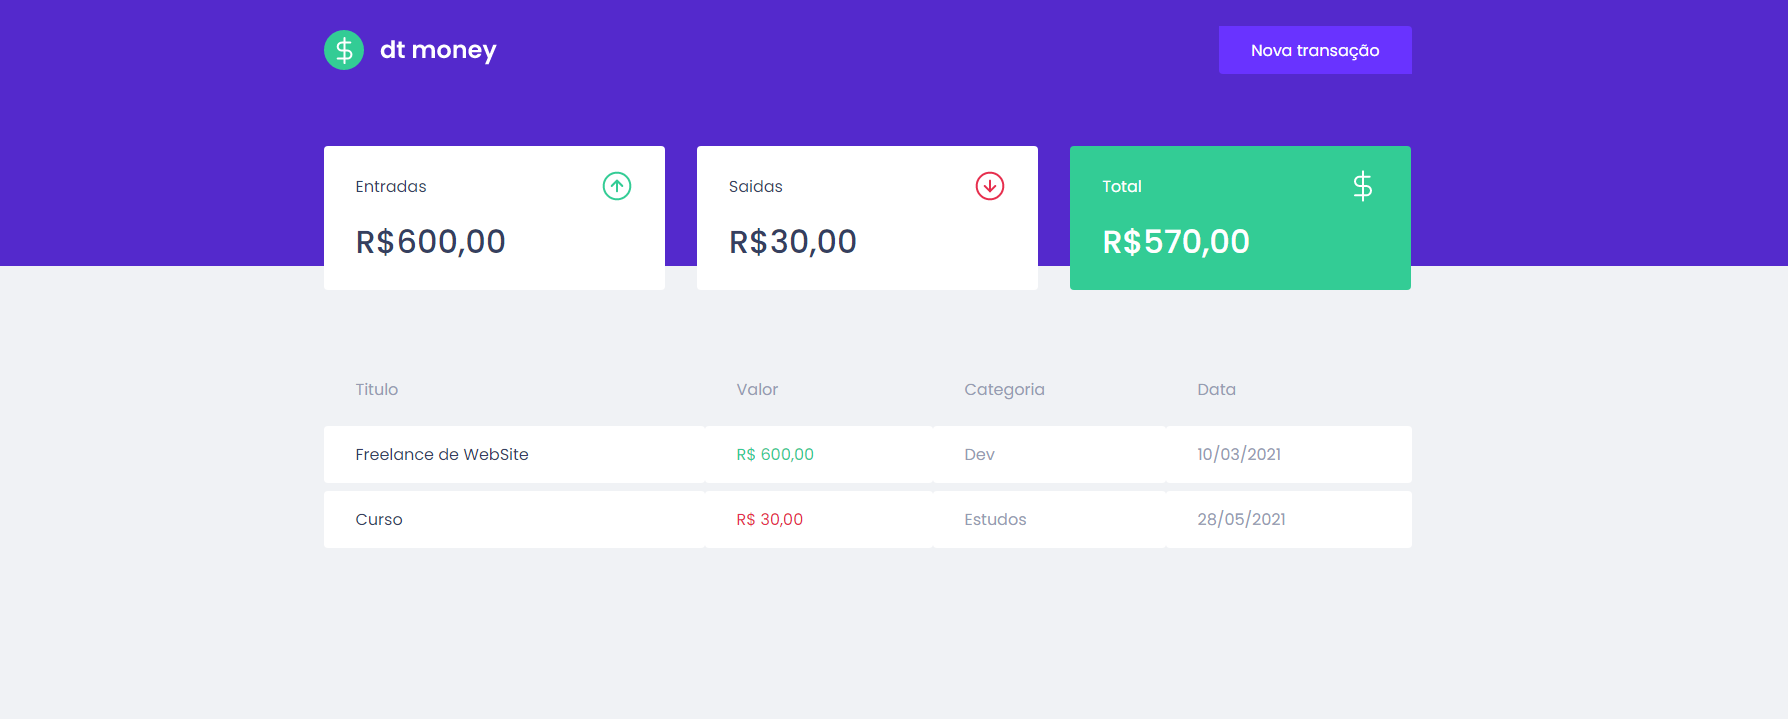 dt money
Nova transação
Entradas
R$600,00
Saidas
R$30,00
Total
R$570,00
Titulo Valor Categoria Data
Freelance de WebSite R$ 600,00 Dev 10/03/2021
Curso R$ 30,00 Estudos 28/05/2021